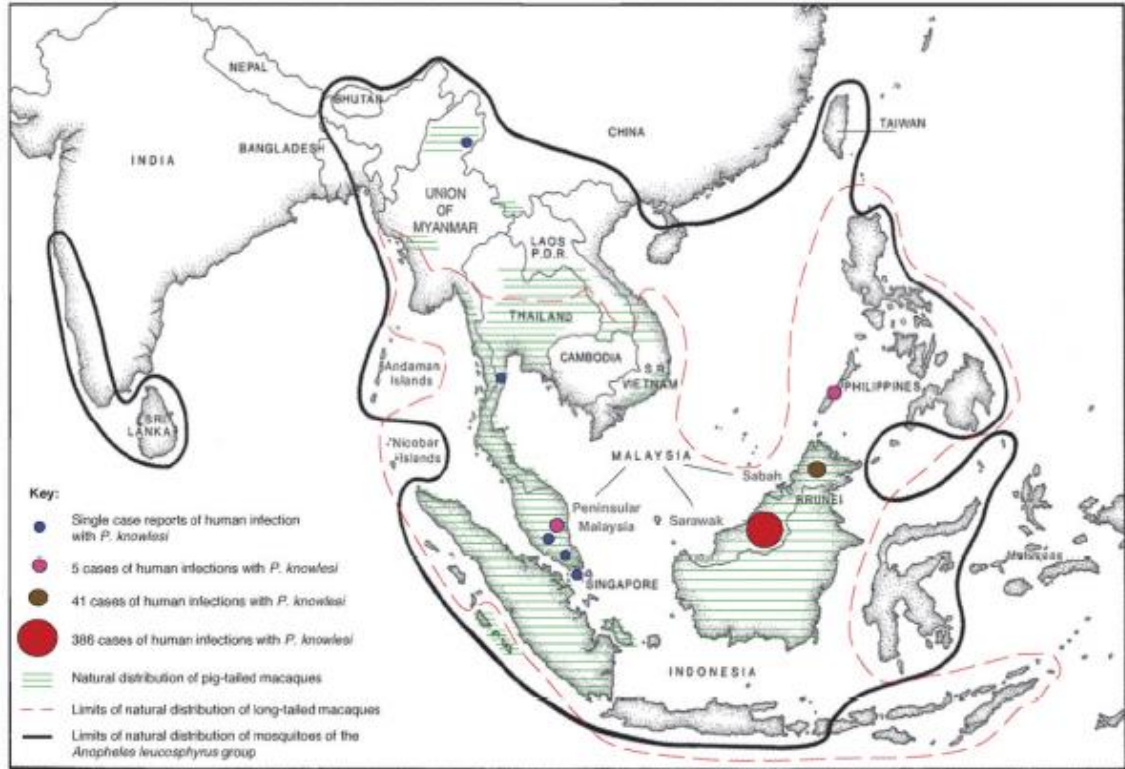 NEPAL
BHUTAN
TAIWAN
CHINA
BANGLADESH
INDIA
UNION
OF
MYANMAR
LAOS
P.D.R.
THAILAND
CAMBODIA
S.R.
VIETNAM
Andaman
Islands
PHILIPPINES
SRI
LANKA
Nicobar
Islands
MALAYSIA
Sabah
BRUNEI
Peninsular
Malaysia
Sarawak
SINGAPORE
INDONESIA
Key:
Single case reports of human infection
with P. knowlesi
5 cases of human infections with P. knowlesi
41 cases of human infections with P. knowlesi
386 cases of human infections with P. knowlesi
Natural distribution of pig-tailed macaques
Limits of natural distribution of long-tailed macaques
Limits of natural distribution of mosquitoes of the
Anopheles leucosphyrus group